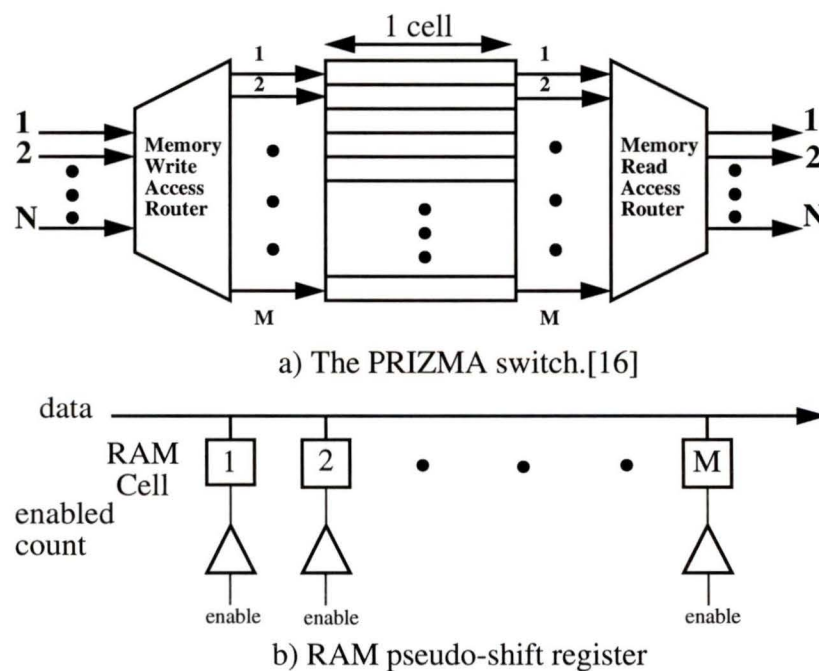 1 cell
1
1
2
2
1
2
N
Memory
Write
Access
Router
Memory
Read
Access
Router
1
2
N
M
M
a) The PRIZMA switch.[16]
data
RAM
Cell
1
2
M
enabled
count
enable
enable
enable
b) RAM pseudo-shift register